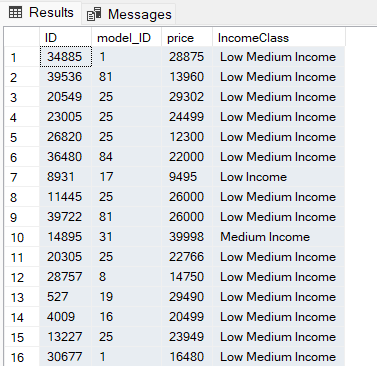 Results Messages
ID model_ID price IncomeClass
1 34885 1 28875 Low Medium Income
2 39536 81 13960 Low Medium Income
3 20549 25 29302 Low Medium Income
4 23005 25 24499 Low Medium Income
5 26820 25 12300 Low Medium Income
6 36480 84 22000 Low Medium Income
7 8931 17 9495 Low Income
8 11445 25 26000 Low Medium Income
9 39722 81 26000 Low Medium Income
10 14895 31 39998 Medium Income
11 20305 25 22766 Low Medium Income
12 28757 8 14750 Low Medium Income
13 527 19 29490 Low Medium Income
14 4009 16 20499 Low Medium Income
15 13227 25 23949 Low Medium Income
16 30677 1 16480 Low Medium Income